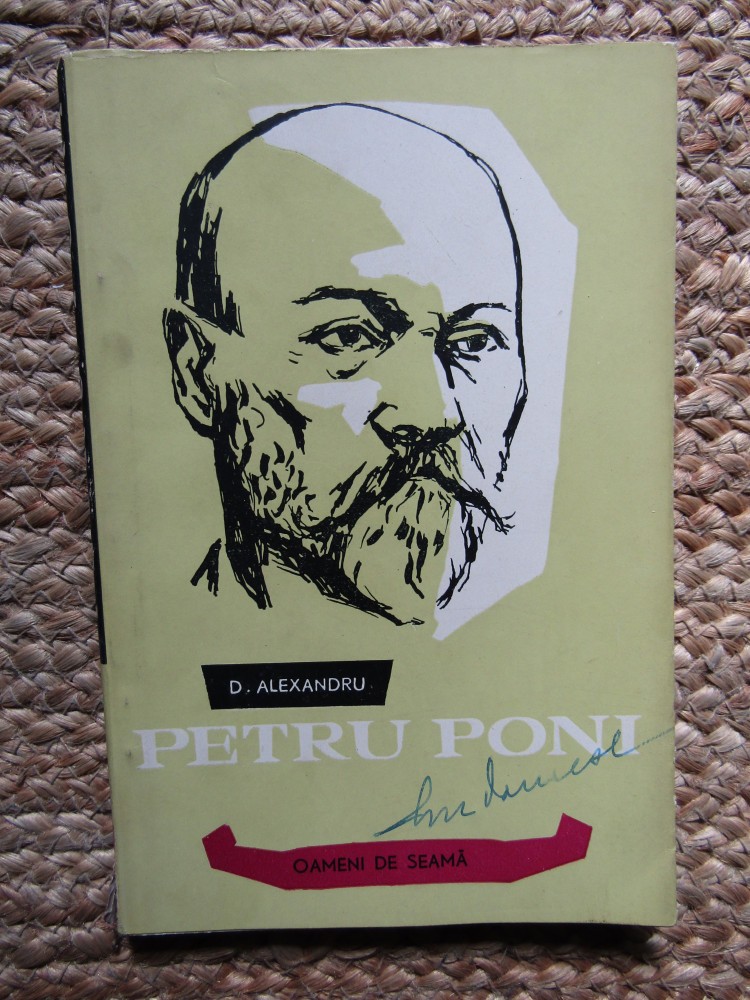 D. ALEXANDRU
PETRU PONI
OAMENI DE SEAMĂ